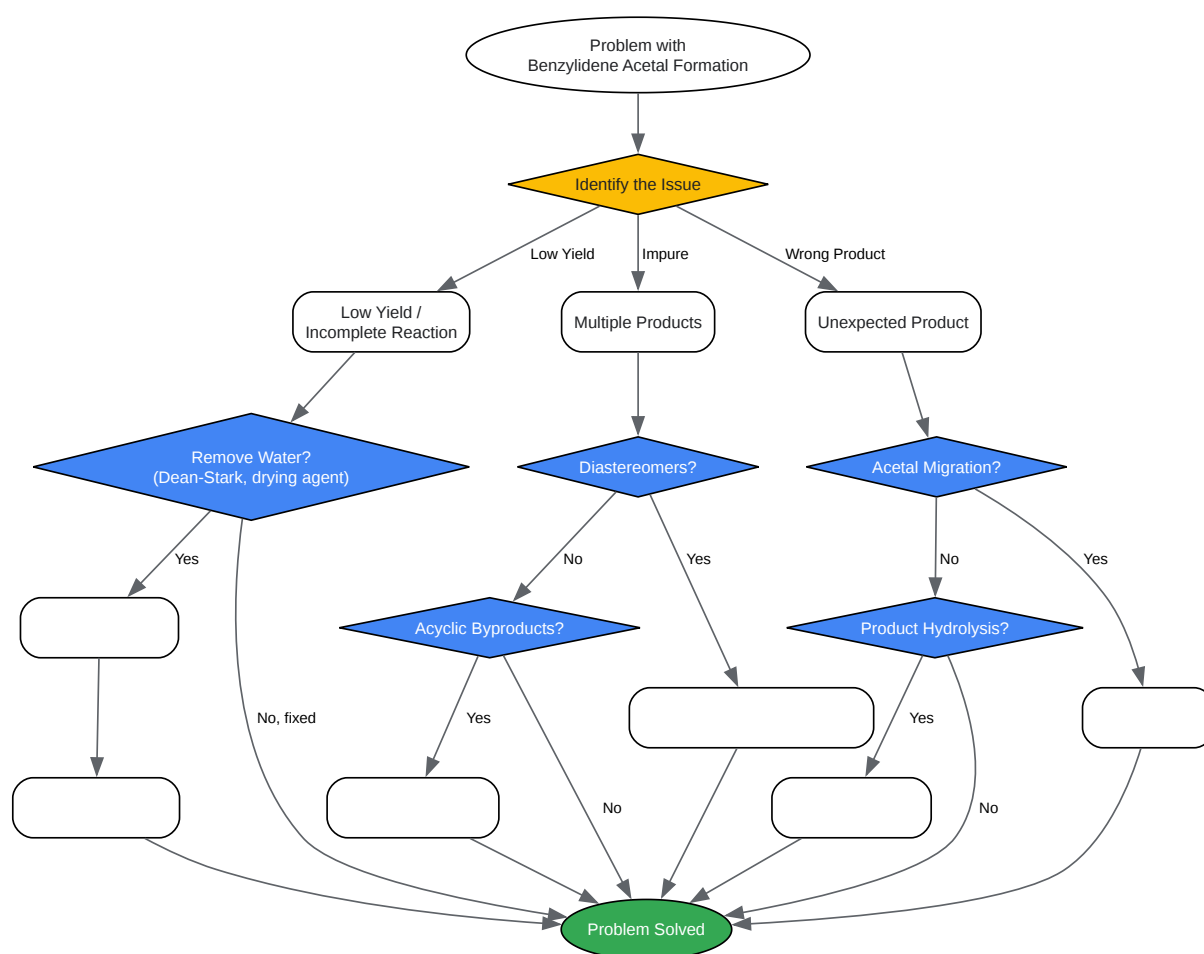 Problem with
Benzylidene Acetal Formation
Identify the Issue
Low Yield
Impure
Wrong Product
Low Yield /
Incomplete Reaction
Multiple Products
Unexpected Product
Remove Water?
(Dean-Stark, drying agent)
Diastereomers?
Acetal Migration?
Yes
No
Yes
No
Yes
Acyclic Byproducts?
Product Hydrolysis?
No, fixed
Yes
Yes
No
No
Problem Solved